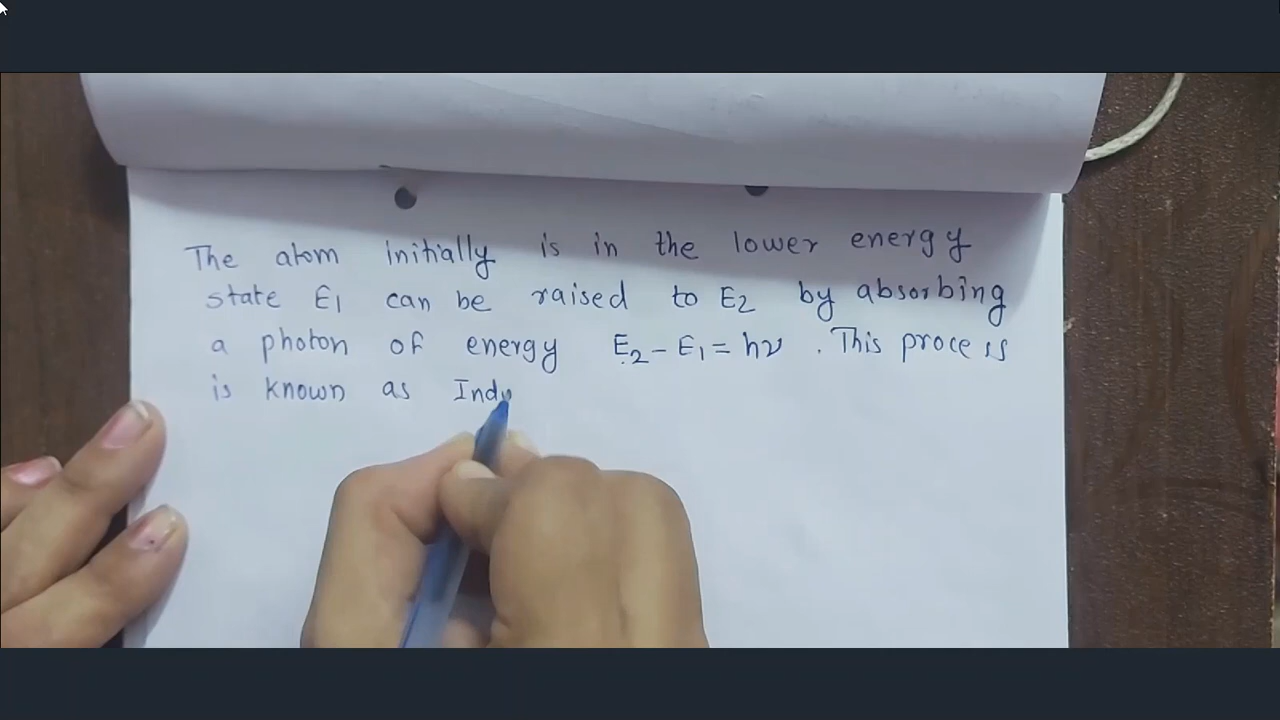 The atom initially is in the lower energy
state E1 can be raised to E2 by absorbing
a photon of energy E2 - E1 = hν . This process
is known as Indu